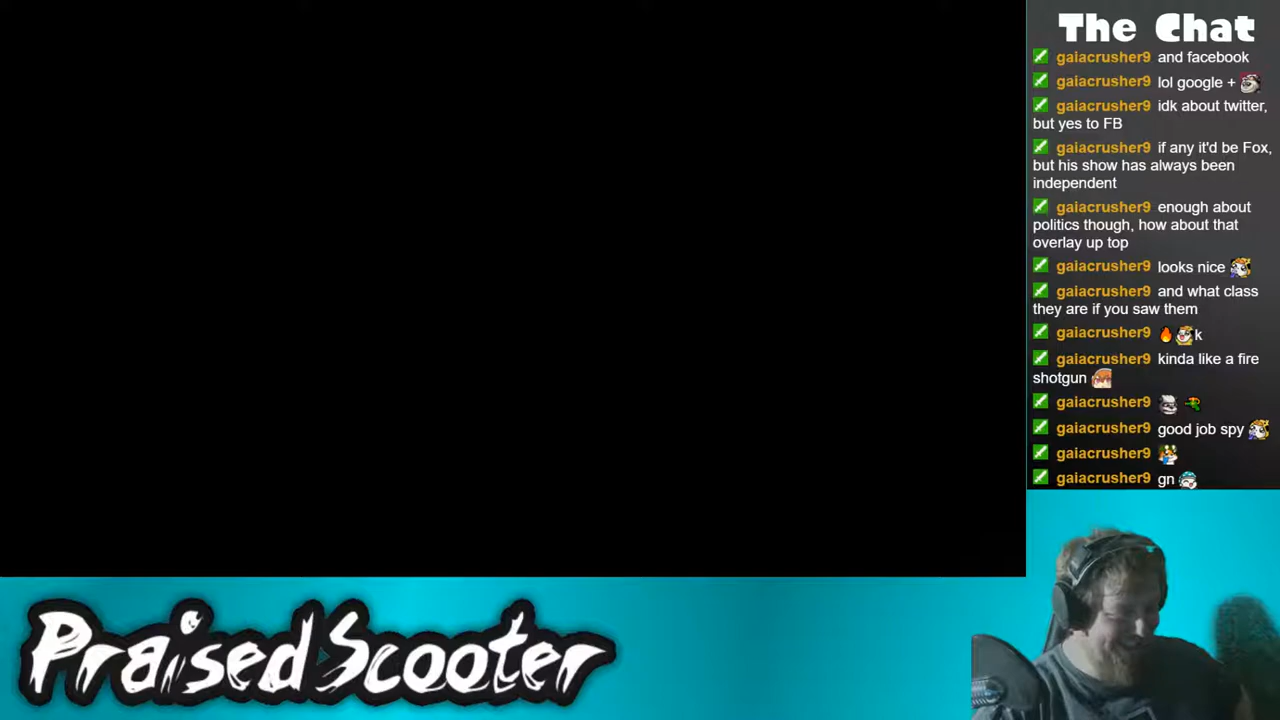 The Chat
gaiacrusher9 and facebook
gaiacrusher9 lol google +
gaiacrusher9 idk about twitter,
but yes to FB
gaiacrusher9 if any it'd be Fox,
but his show has always been
independent
gaiacrusher9 enough about
politics though, how about that
overlay up top
gaiacrusher9 looks nice
gaiacrusher9 and what class
they are if you saw them
gaiacrusher9 🔥 k
gaiacrusher9 kinda like a fire
shotgun
gaiacrusher9
gaiacrusher9 good job spy
gaiacrusher9
gaiacrusher9 gn
PraisedScooter